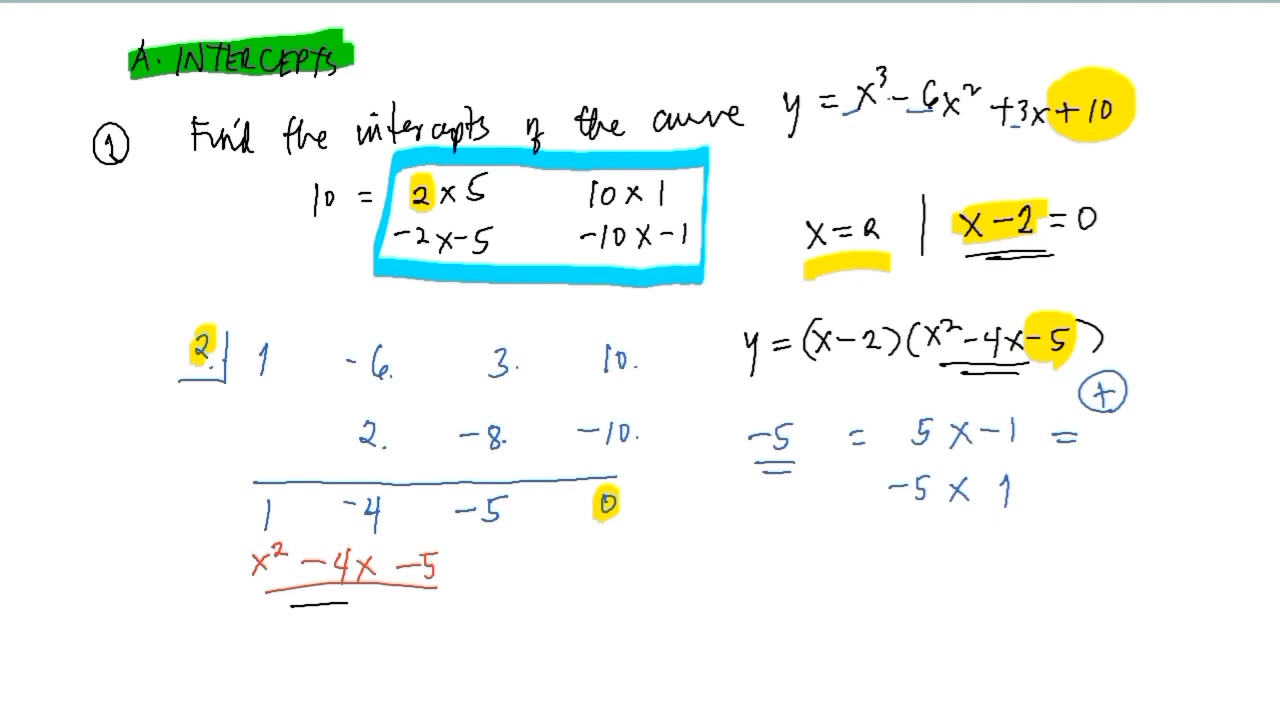 A. INTERCEPTS
① Find the intercepts of the curve y = x³ - 6x² + 3x + 10
10 = 2 x 5 10 x 1
-2 x -5 -10 x -1
x = 2 | x - 2 = 0
y = (x - 2)(x² - 4x - 5)
2 | 1 -6. 3. 10.
2. -8. -10.
1 -4 -5 0
x² - 4x - 5
+
-5 = 5 x -1 =
-5 x 1